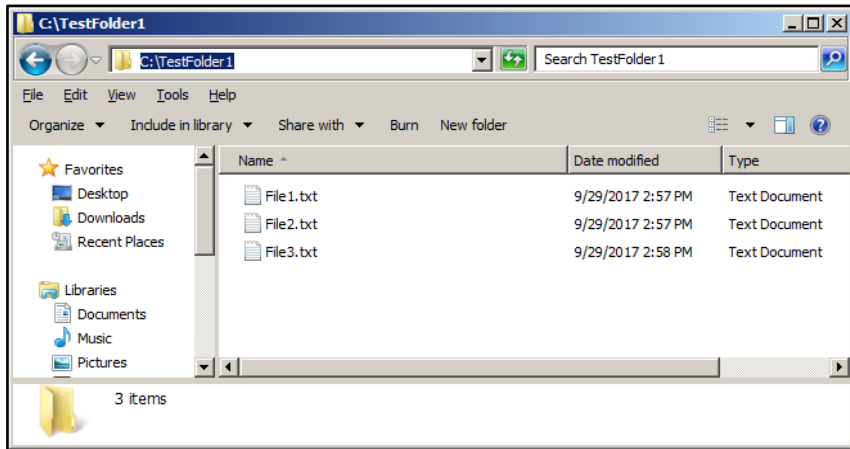 C:\TestFolder1
C:\TestFolder1 Search TestFolder1
File Edit View Tools Help
Organize Include in library Share with Burn New folder
Favorites
Desktop
Downloads
Recent Places
Libraries
Documents
Music
Pictures
Name Date modified Type
File1.txt 9/29/2017 2:57 PM Text Document
File2.txt 9/29/2017 2:57 PM Text Document
File3.txt 9/29/2017 2:58 PM Text Document
3 items